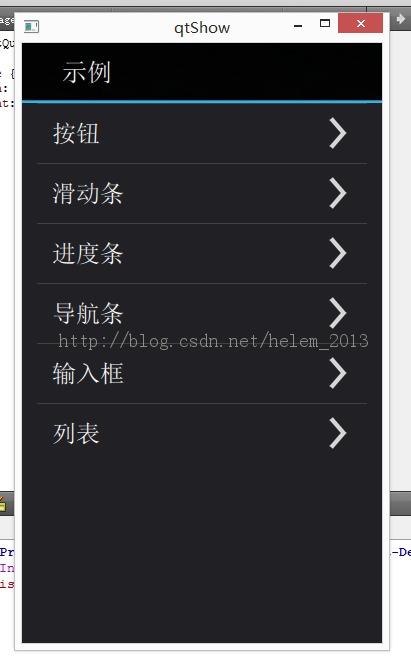 qtShow
示例
按钮
滑动条
进度条
导航条
http://blog.csdn.net/helem_2013
输入框
列表